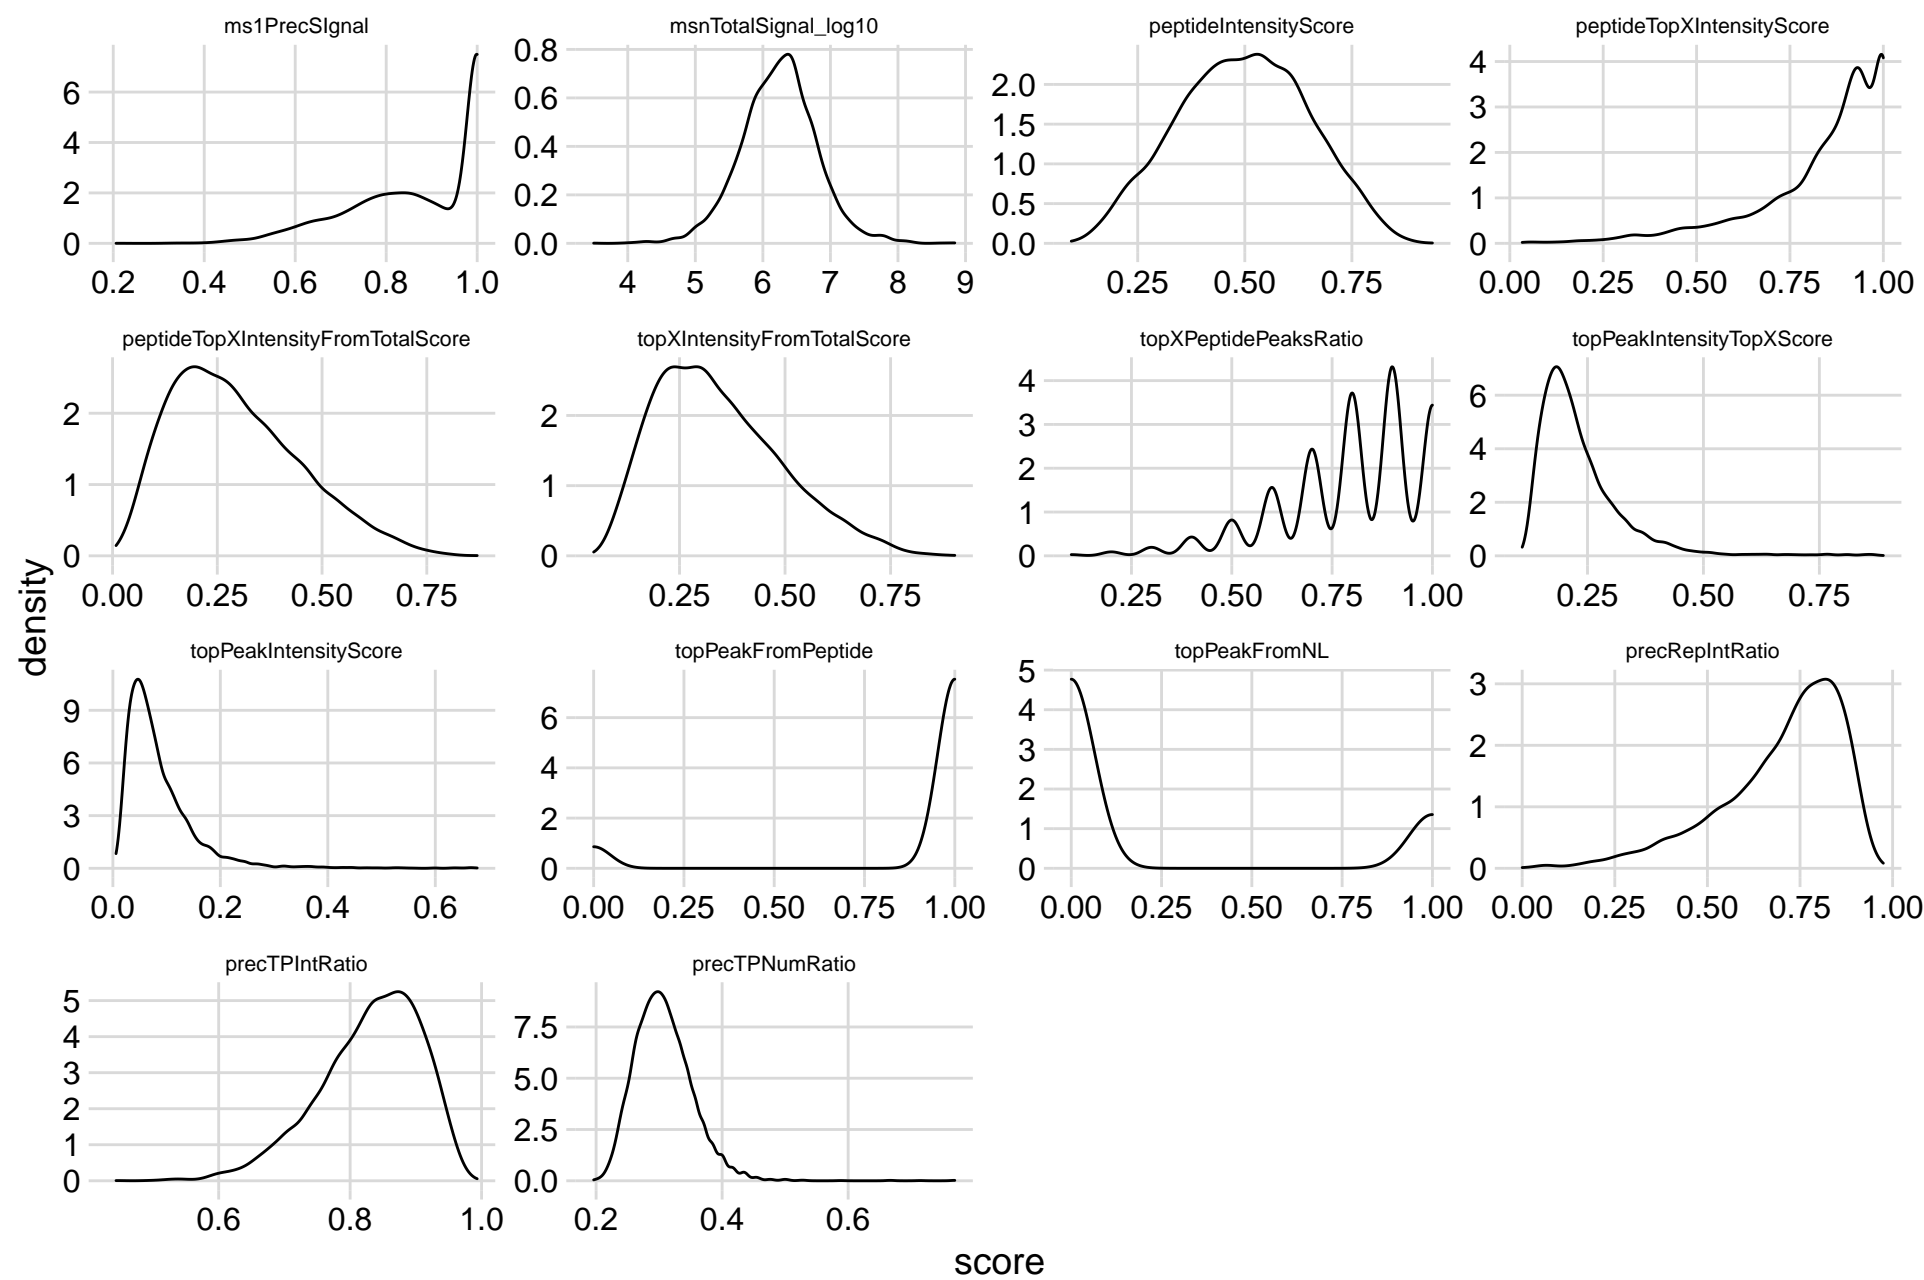 ms1PrecSIgnal msnTotalSignal_log10 peptideIntensityScore peptideTopXIntensityScore
6 4 2 0
0.8 0.6 0.4 0.2 0.0
2.0 1.5 1.0 0.5 0.0
4 3 2 1 0
0.2 0.4 0.6 0.8 1.0 4 5 6 7 8 9 0.25 0.50 0.75 0.00 0.25 0.50 0.75 1.00
peptideTopXIntensityFromTotalScore topXIntensityFromTotalScore topXPeptidePeaksRatio topPeakIntensityTopXScore
2 1 0
2 1 0
4 3 2 1 0
6 4 2 0
0.00 0.25 0.50 0.75 0.25 0.50 0.75 0.25 0.50 0.75 1.00 0.25 0.50 0.75
density
topPeakIntensityScore topPeakFromPeptide topPeakFromNL precRepIntRatio
9 6 3 0
6 4 2 0
5 4 3 2 1 0
3 2 1 0
0.0 0.2 0.4 0.6 0.00 0.25 0.50 0.75 1.00 0.00 0.25 0.50 0.75 1.00 0.00 0.25 0.50 0.75 1.00
precTPIntRatio precTPNumRatio
5 4 3 2 1 0
7.5 5.0 2.5 0.0
0.6 0.8 1.0 0.2 0.4 0.6
score